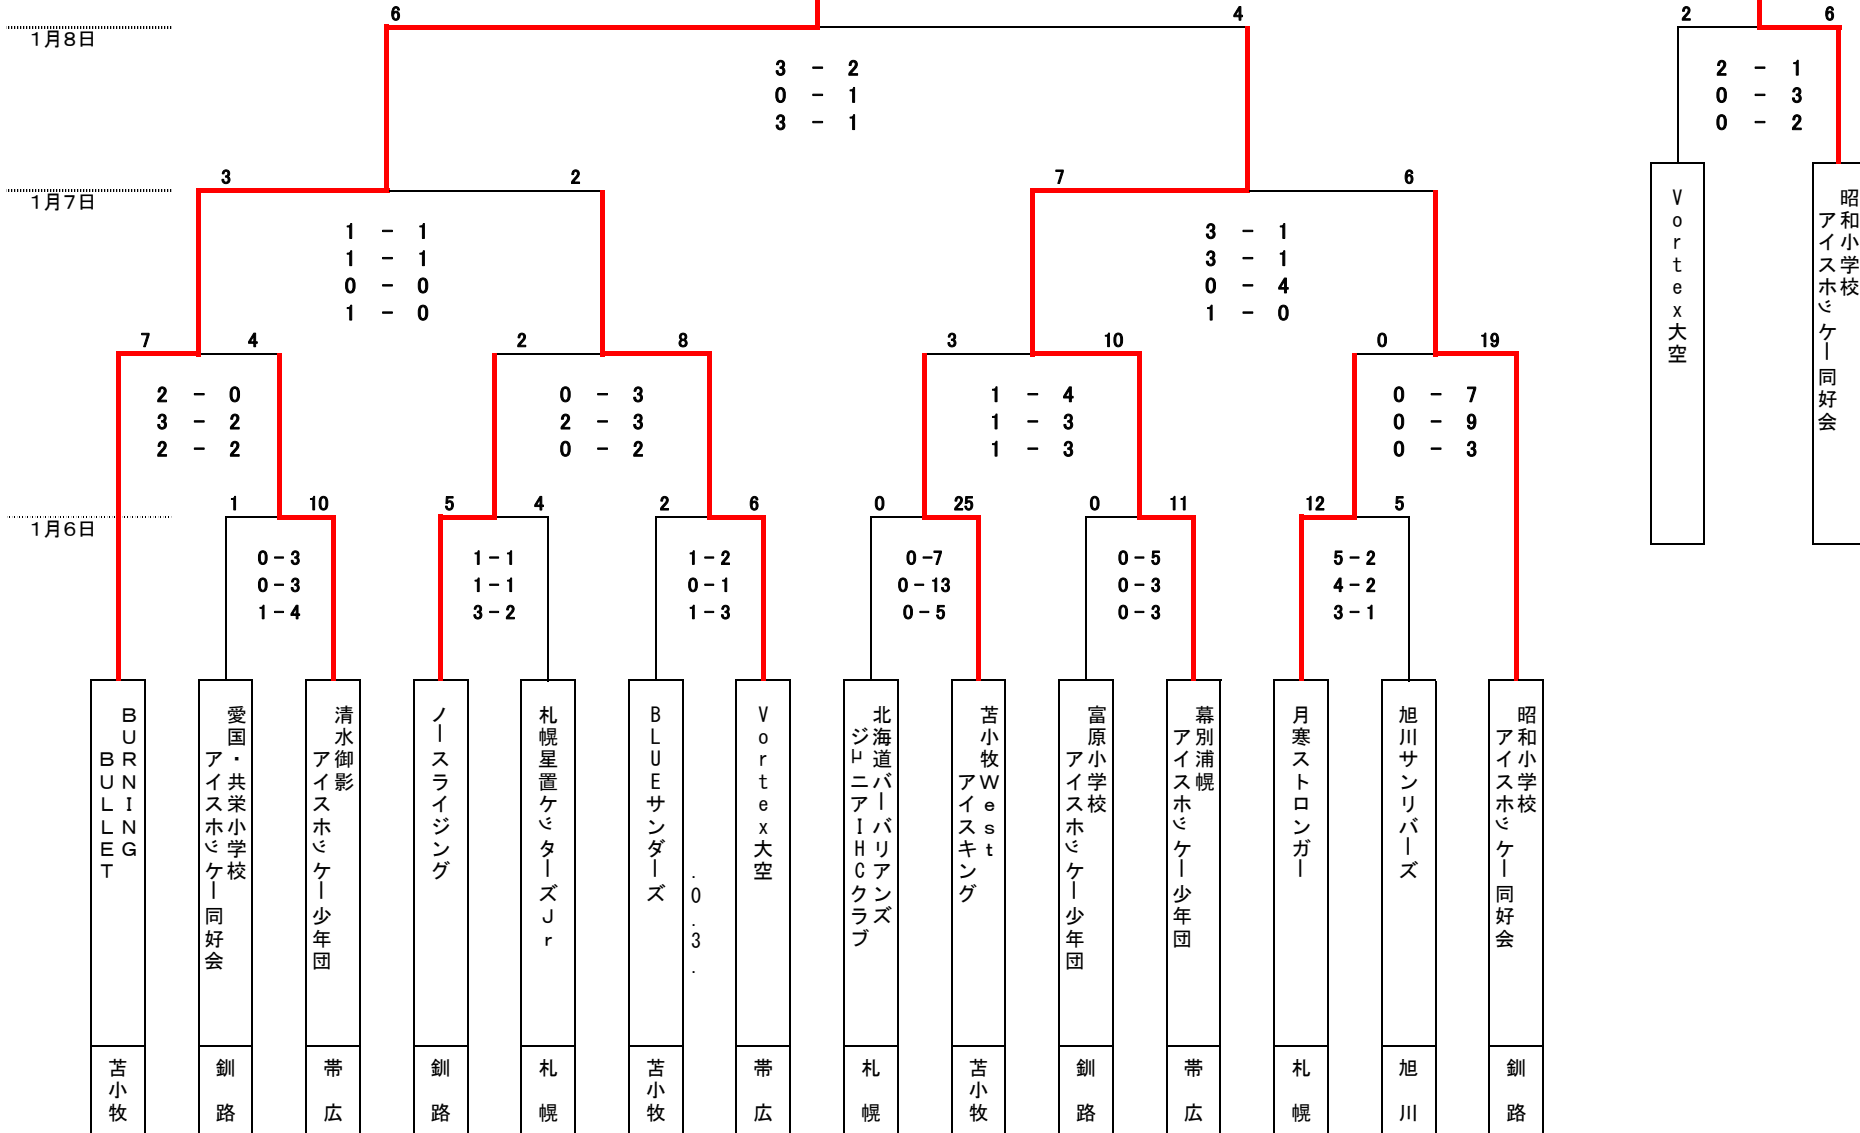 6 4 2 6
1月8日
3 － 2
0 － 1
3 － 1
2 － 1
0 － 3
0 － 2
Vortex大空
昭和小学校
アイスホッケー同好会
3 2 7 6
1月7日
1 － 1
1 － 1
0 － 0
1 － 0
3 － 1
3 － 1
0 － 4
1 － 0
7 4 2 8 3 10 0 19
2 － 0
3 － 2
2 － 2
0 － 3
2 － 3
0 － 2
1 － 4
1 － 3
1 － 3
0 － 7
0 － 9
0 － 3
1 10 5 4 2 6 0 25 0 11 12 5
1月6日
0－3
0－3
1－4
1－1
1－1
3－2
1－2
0－1
1－3
0－7
0－13
0－5
0－5
0－3
0－3
5－2
4－2
3－1
BURNING
BULLET
苫小牧
愛国・共栄小学校
アイスホッケー同好会
釧路
清水御影
アイスホッケー少年団
帯広
ノースライジング
釧路
札幌星置ケッターズJr
札幌
BLUEサンダーズ
苫小牧
.0.3.
Vortex大空
帯広
北海道バーバリアンズ
ジュニアIHCクラブ
札幌
苫小牧West
アイスキング
苫小牧
富原小学校
アイスホッケー少年団
釧路
幕別浦幌
アイスホッケー少年団
帯広
月寒ストロンガー
札幌
旭川サンリバーズ
旭川
昭和小学校
アイスホッケー同好会
釧路